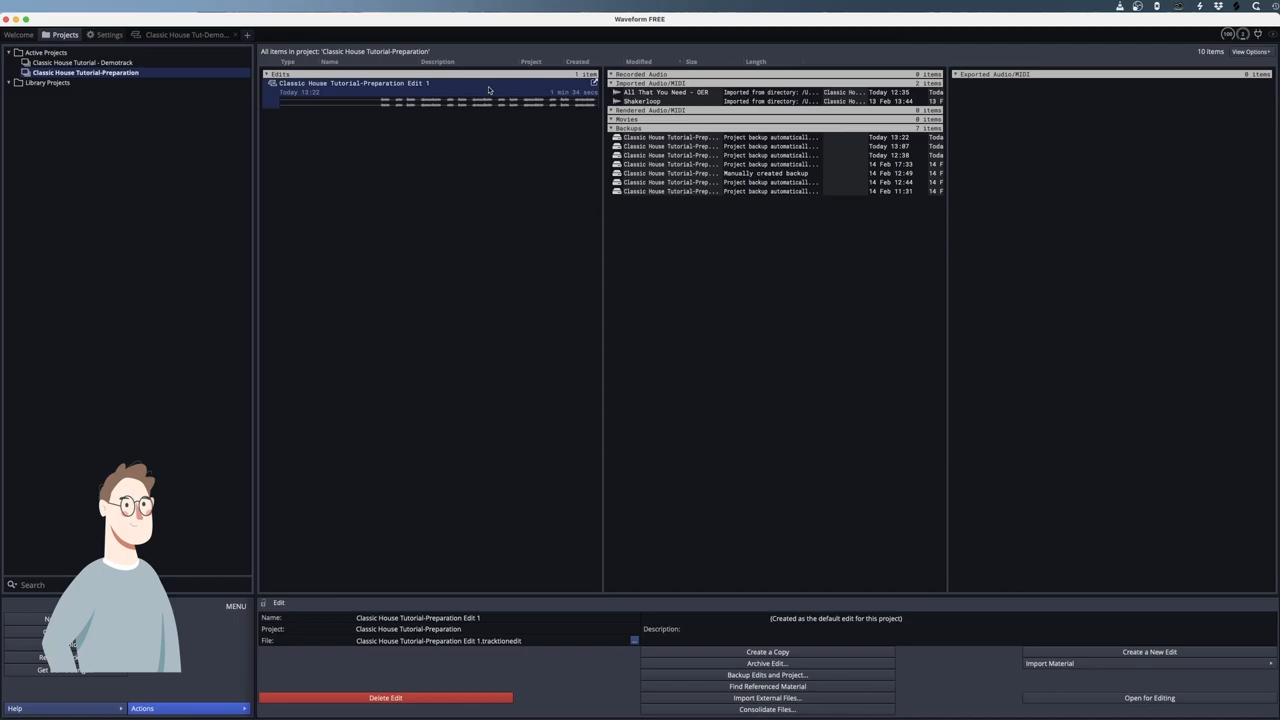 Waveform FREE
Welcome
Projects
Settings
Classic House Tut-Demo...
+
Active Projects
Classic House Tutorial - Demotrack
Classic House Tutorial-Preparation
Library Projects
All items in project: 'Classic House Tutorial-Preparation'
10 items
View Options
Type Name Description Project Created
Modified Size Length
Edits 1 item
Classic House Tutorial-Preparation Edit 1
Today 13:22 1 min 34 secs
Recorded Audio 0 items
Imported Audio/MIDI 2 items
All That You Need - OER Imported from directory: /U... Classic Ho... Today 12:35 Toda
Shakerloop Imported from directory: /U... Classic Ho... 13 Feb 13:44 13 F
Rendered Audio/MIDI 0 items
Movies 0 items
Backups 7 items
Classic House Tutorial-Prep... Project backup automaticall... Today 13:22 Toda
Classic House Tutorial-Prep... Project backup automaticall... Today 13:07 Toda
Classic House Tutorial-Prep... Project backup automaticall... Today 12:38 Toda
Classic House Tutorial-Prep... Project backup automaticall... 14 Feb 17:33 14 F
Classic House Tutorial-Prep... Manually created backup 14 Feb 12:49 14 F
Classic House Tutorial-Prep... Project backup automaticall... 14 Feb 12:44 14 F
Classic House Tutorial-Prep... Project backup automaticall... 14 Feb 11:31 14 F
Exported Audio/MIDI 0 items
Search
MENU
Help
Actions
Edit
Name: Classic House Tutorial-Preparation Edit 1
Project: Classic House Tutorial-Preparation
File: Classic House Tutorial-Preparation Edit 1.tracktionedit
(Created as the default edit for this project)
Description:
Create a Copy
Archive Edit...
Backup Edits and Project...
Find Referenced Material
Import External Files...
Consolidate Files...
Create a New Edit
Import Material
Open for Editing
Delete Edit